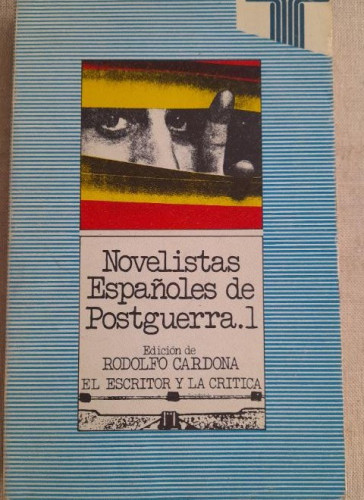 Novelistas
Españoles de
Postguerra.1
Edición de
RODOLFO CARDONA
EL ESCRITOR Y LA CRITICA